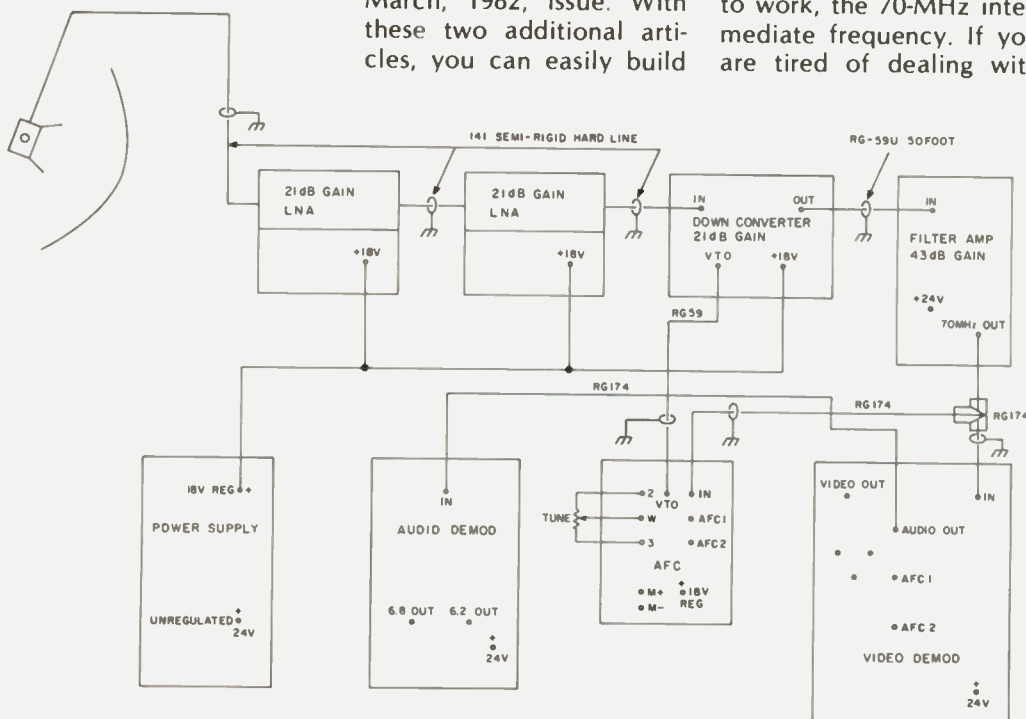 March, 1982, issue. With
these two additional arti-
cles, you can easily build
to work, the 70-MHz inte
mediate frequency. If yo
are tired of dealing wit
141 SEMI-RIGID HARD LINE
RG-59U 50FOOT
21dB GAIN
LNA
+18V
21dB GAIN
LNA
+18V
IN
OUT
DOWN CONVERTER
21dB GAIN
VTO
+18V
IN
FILTER AMP
43dB GAIN
+24V
70MHz OUT
RG59
RG174
RG174
RG174
18V REG +
POWER SUPPLY
UNREGULATED
+
24V
IN
AUDIO DEMOD
6.8 OUT
6.2 OUT
+
24V
TUNE
2
W
3
VTO
IN
AFC1
AFC2
AFC
M+
M-
+
18V
REG
VIDEO OUT
IN
AUDIO OUT
AFC1
AFC2
VIDEO DEMOD
+
24V